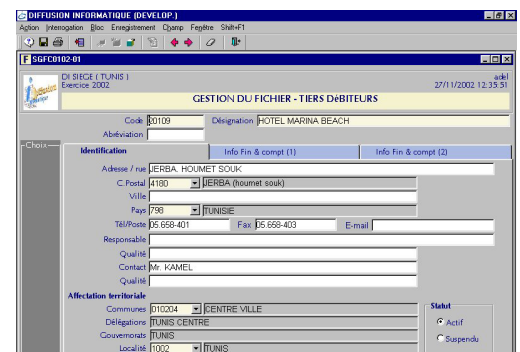 DIFFUSION INFORMATIQUE (DEVELOP.)
Action Interrogation Bloc Enregistrement Champ Fenêtre Shift+F1
SGFC0102-01
DI SIEGE ( TUNIS ) adel
Exercice 2002 27/11/2002 12:35:51
GESTION DU FICHIER - TIERS DéBITEURS
Code 20109 Désignation HOTEL MARINA BEACH
Abréviation
Choix
Identification Info Fin & compt (1) Info Fin & compt (2)
Adresse / rue JERBA. HOUMET SOUK
C.Postal 4180 JERBA (houmet souk)
Ville
Pays 798 TUNISIE
Tél/Poste 05.658-401 Fax 05.658-403 E-mail
Responsable
Qualité
Contact Mr. KAMEL
Qualité
Affectation territoriale
Communes 010204 CENTRE VILLE Statut
Délégations TUNIS CENTRE Actif
Gouvernorats TUNIS Suspendu
Localité 1002 TUNIS